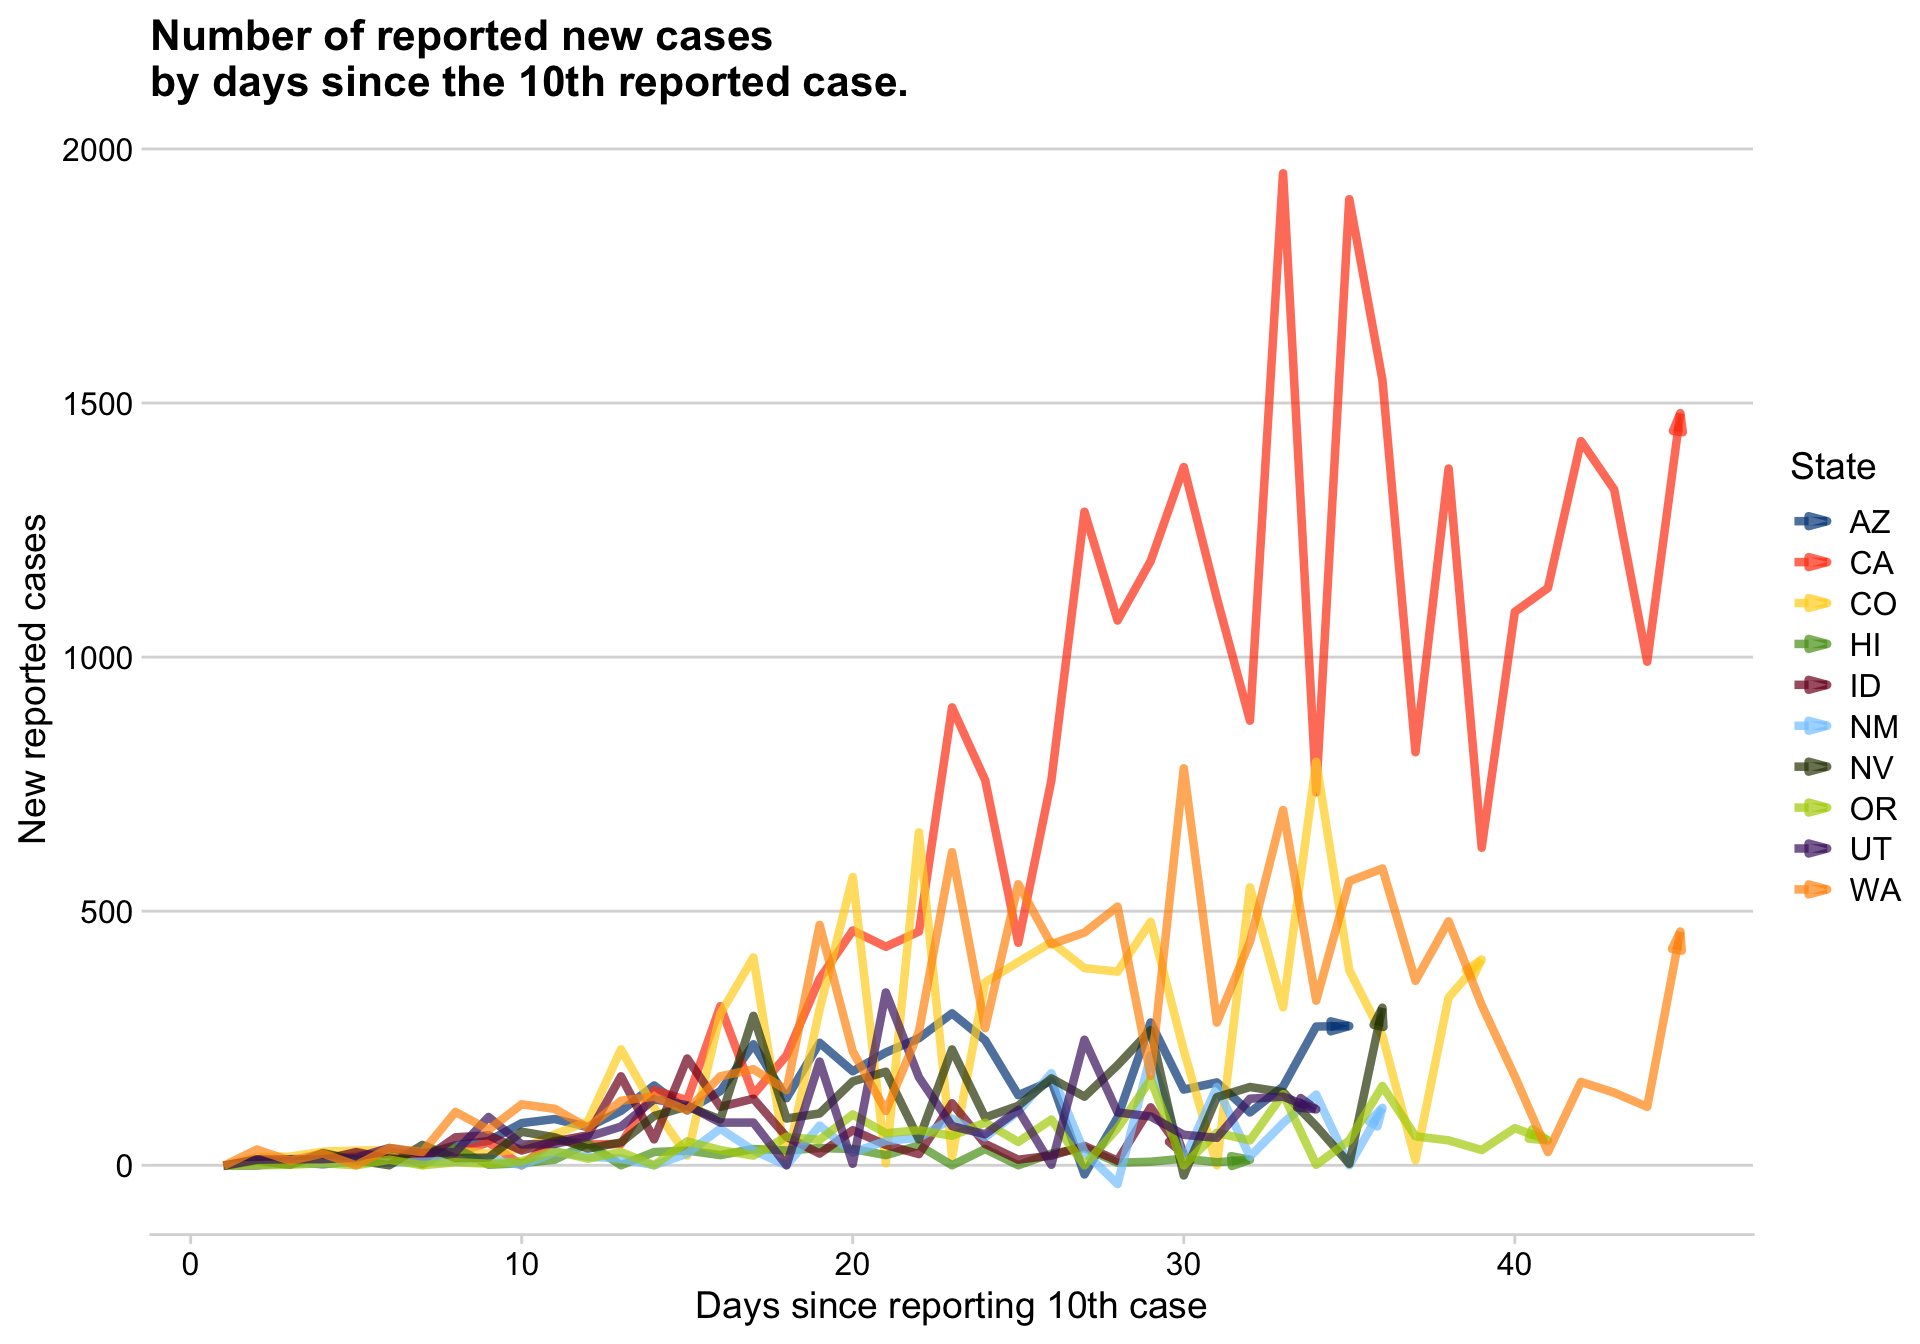 Number of reported new cases
by days since the 10th reported case.
2000
1500
1000
500
0
New reported cases
0 10 20 30 40
Days since reporting 10th case
State
AZ
CA
CO
HI
ID
NM
NV
OR
UT
WA